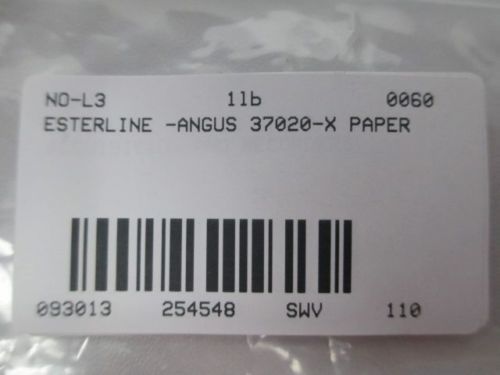 NO-L3 1lb 0060
ESTERLINE -ANGUS 37020-X PAPER
093013 254548 SWV 110